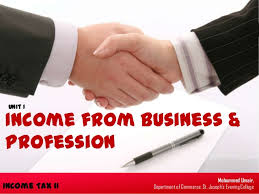 UNIT 1
INCOME FROM BUSINESS &
PROFESSION
INCOME TAX II
Mohammed Umair,
Department of Commerce, St. Joseph's Evening College